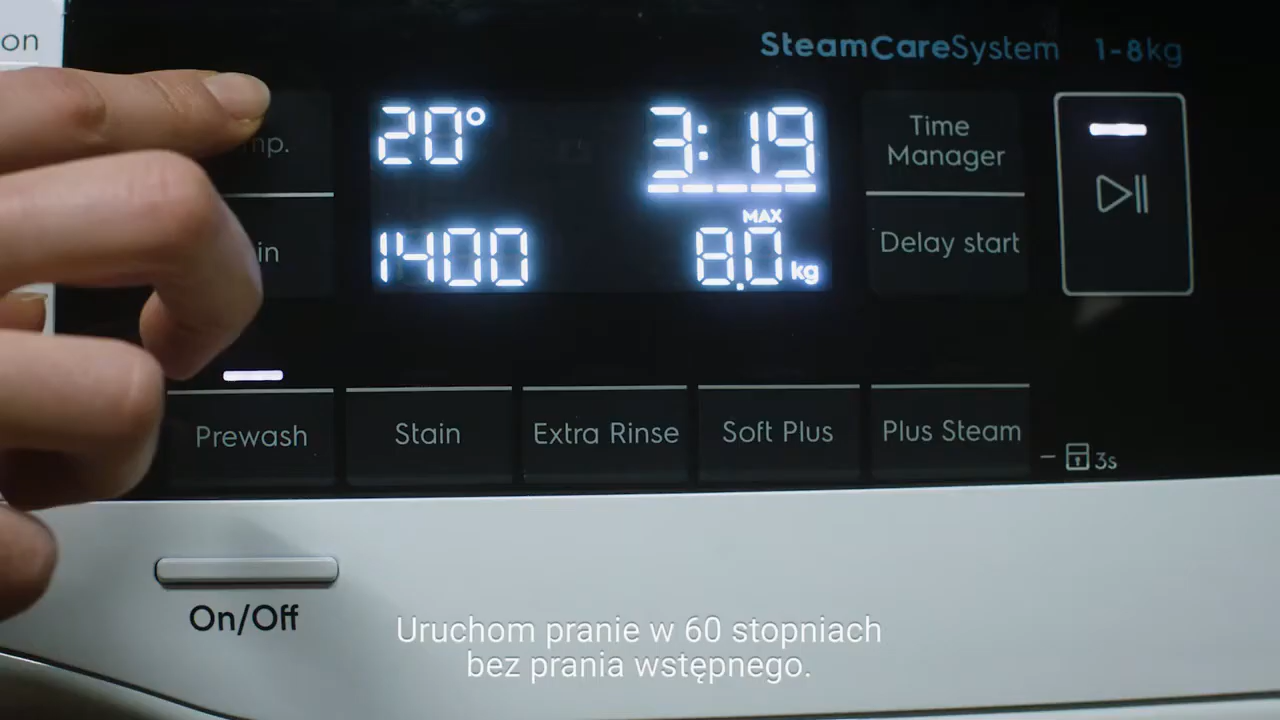 on
SteamCareSystem 1-8kg
20°
3:19
Time
Manager
1400
MAX
8.0 kg
Delay start
Prewash
Stain
Extra Rinse
Soft Plus
Plus Steam
3s
On/Off
Uruchom pranie w 60 stopniach
bez prania wstępnego.